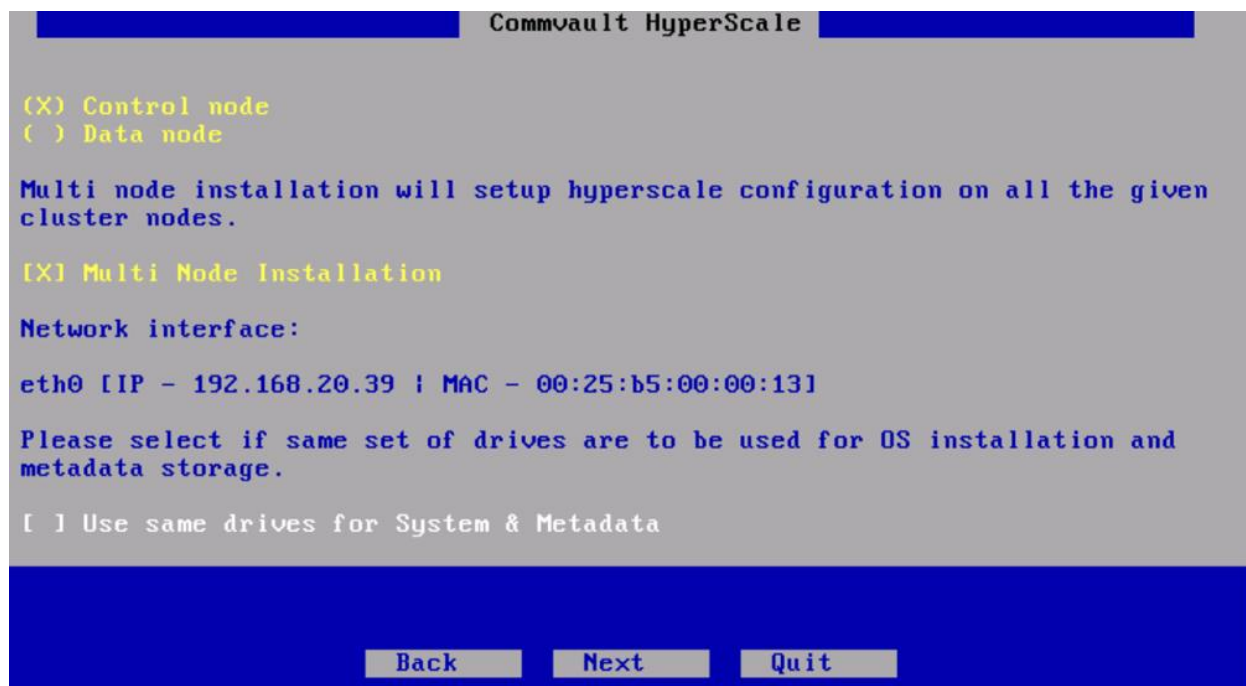 Commvault HyperScale
(X) Control node
( ) Data node
Multi node installation will setup hyperscale configuration on all the given
cluster nodes.
[X] Multi Node Installation
Network interface:
eth0 [IP - 192.168.20.39 | MAC - 00:25:b5:00:00:13]
Please select if same set of drives are to be used for OS installation and
metadata storage.
[ ] Use same drives for System & Metadata
Back Next Quit